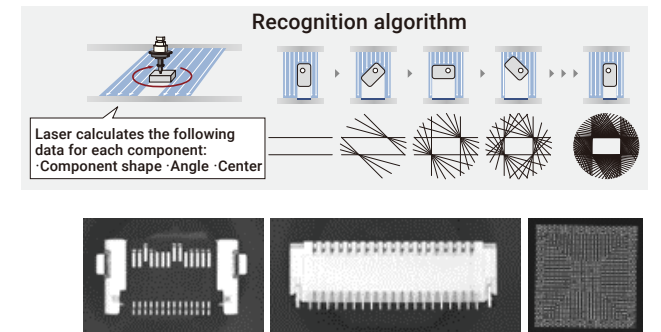 Recognition algorithm
Laser calculates the following
data for each component:
·Component shape ·Angle ·Center